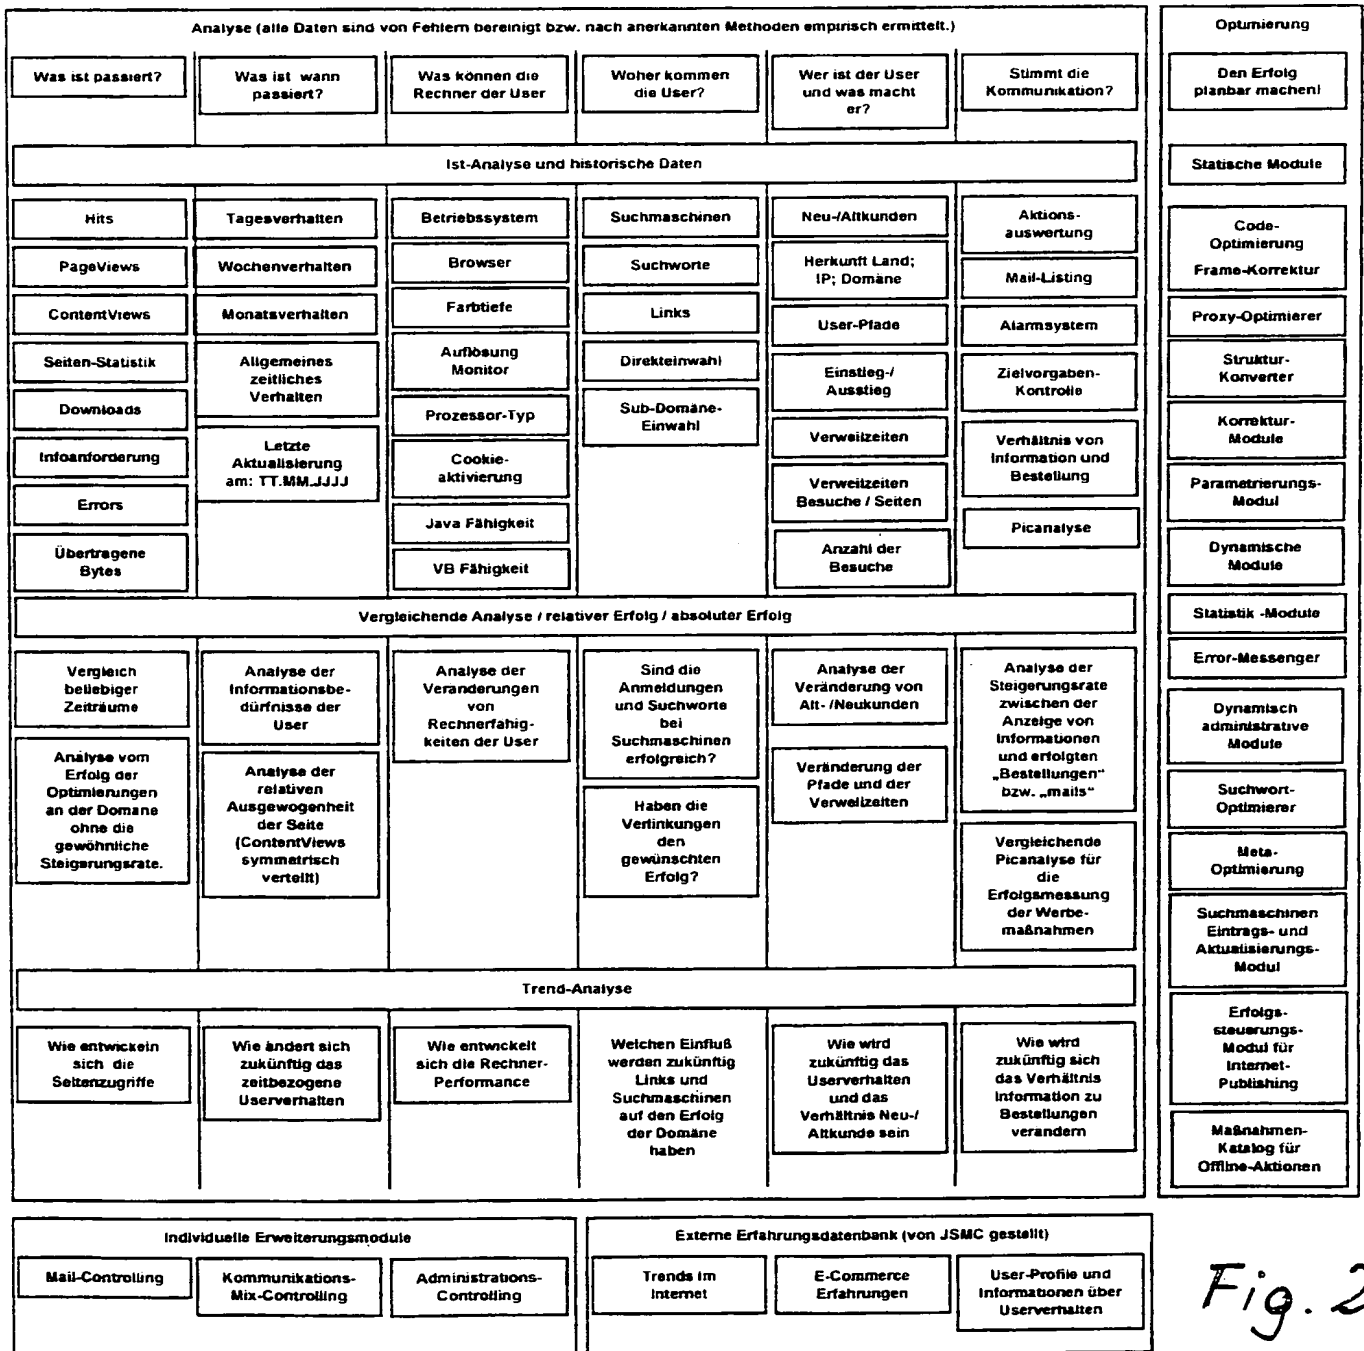 Analyse (alle Daten sind von Fehlern bereinigt bzw. nach anerkannten Methoden empirisch ermittelt.)
Was ist passiert?
Was ist wann
passiert?
Was können die
Rechner der User
Woher kommen
die User?
Wer ist der User
und was macht
er?
Stimmt die
Kommunikation?
Ist-Analyse und historische Daten
Hits
PageViews
ContentViews
Seiten-Statistik
Downloads
Infoanforderung
Errors
Übertragene
Bytes
Tagesverhalten
Wochenverhalten
Monatsverhalten
Allgemeines
zeitliches
Verhalten
Letzte
Aktualisierung
am: TT.MM.JJJJ
Betriebssystem
Browser
Farbtiefe
Auflösung
Monitor
Prozessor-Typ
Cookie-
aktivierung
Java Fähigkeit
VB Fähigkeit
Suchmaschinen
Suchworte
Links
Direkteinwahl
Sub-Domäne-
Einwahl
Neu-/Altkunden
Herkunft Land;
IP; Domäne
User-Pfade
Einstieg-/
Ausstieg
Verweilzeiten
Verweilzeiten
Besuche / Seiten
Anzahl der
Besuche
Aktions-
auswertung
Mail-Listing
Alarmsystem
Zielvorgaben-
Kontrolle
Verhältnis von
Information und
Bestellung
Picanalyse
Vergleichende Analyse / relativer Erfolg / absoluter Erfolg
Vergleich
beliebiger
Zeiträume
Analyse vom
Erfolg der
Optimierungen
an der Domäne
ohne die
gewöhnliche
Steigerungsrate.
Analyse der
Informationsbe-
dürfnisse der
User
Analyse der
relativen
Ausgewogenheit
der Seite
(ContentViews
symmetrisch
verteilt)
Analyse der
Veränderungen
von
Rechnerfähig-
keiten der User
Sind die
Anmeldungen
und Suchworte
bei
Suchmaschinen
erfolgreich?
Haben die
Verlinkungen
den
gewünschten
Erfolg?
Analyse der
Veränderung von
Alt- /Neukunden
Veränderung der
Pfade und der
Verweilzeiten
Analyse der
Steigerungsrate
zwischen der
Anzeige von
Informationen
und erfolgten
„Bestellungen“
bzw. „mails“
Vergleichende
Picanalyse für
die
Erfolgsmessung
der Werbe-
maßnahmen
Trend-Analyse
Wie entwickeln
sich die
Seitenzugriffe
Wie ändert sich
zukünftig das
zeitbezogene
Userverhalten
Wie entwickelt
sich die Rechner-
Performance
Welchen Einfluß
werden zukünftig
Links und
Suchmaschinen
auf den Erfolg
der Domäne
haben
Wie wird
zukünftig das
Userverhalten
und das
Verhältnis Neu-/
Altkunde sein
Wie wird
zukünftig sich
das Verhältnis
Information zu
Bestellungen
verändern
Optimierung
Den Erfolg
planbar machen!
Statische Module
Code-
Optimierung
Frame-Korrektur
Proxy-Optimierer
Struktur-
Konverter
Korrektur-
Module
Parametrierungs-
Modul
Dynamische
Module
Statistik -Module
Error-Messenger
Dynamisch
administrative
Module
Suchwort-
Optimierer
Meta-
Optimierung
Suchmaschinen
Eintrags- und
Aktualisierungs-
Modul
Erfolgs-
steuerungs-
Modul für
Internet-
Publishing
Maßnahmen-
Katalog für
Offline-Aktionen
Individuelle Erweiterungsmodule
Mail-Controlling
Kommunikations-
Mix-Controlling
Administrations-
Controlling
Externe Erfahrungsdatenbank (von JSMC gestellt)
Trends im
Internet
E-Commerce
Erfahrungen
User-Profile und
Informationen über
Userverhalten
Fig. 2